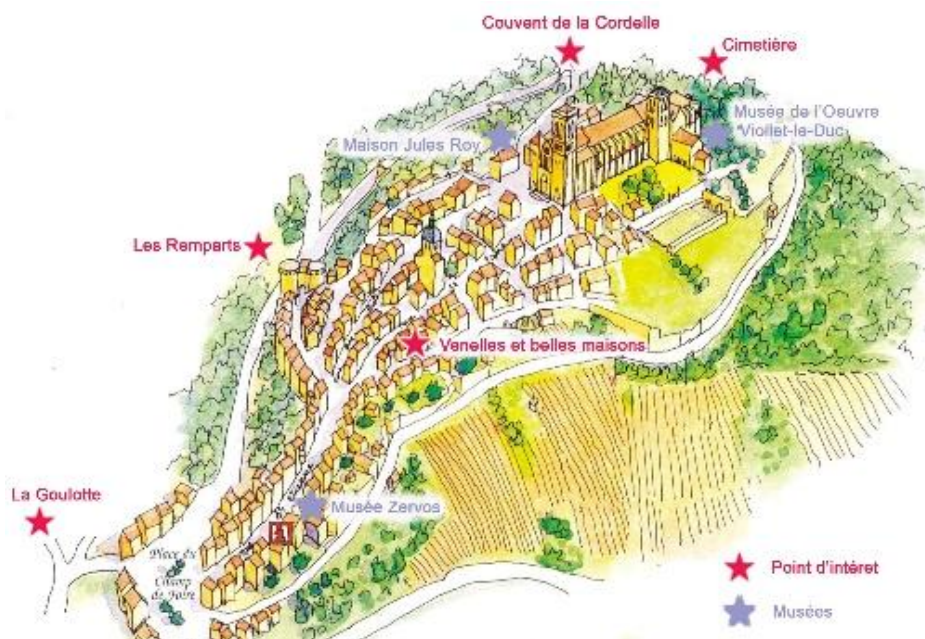 Couvent de la Cordelle
Cimetière
Musée de l'Oeuvre
Viollet-le-Duc
Maison Jules Roy
Les Remparts
Venelles et belles maisons
La Goulotte
Musée Zervos
Place du
Champ
de Foire
Point d'intéret
Musées